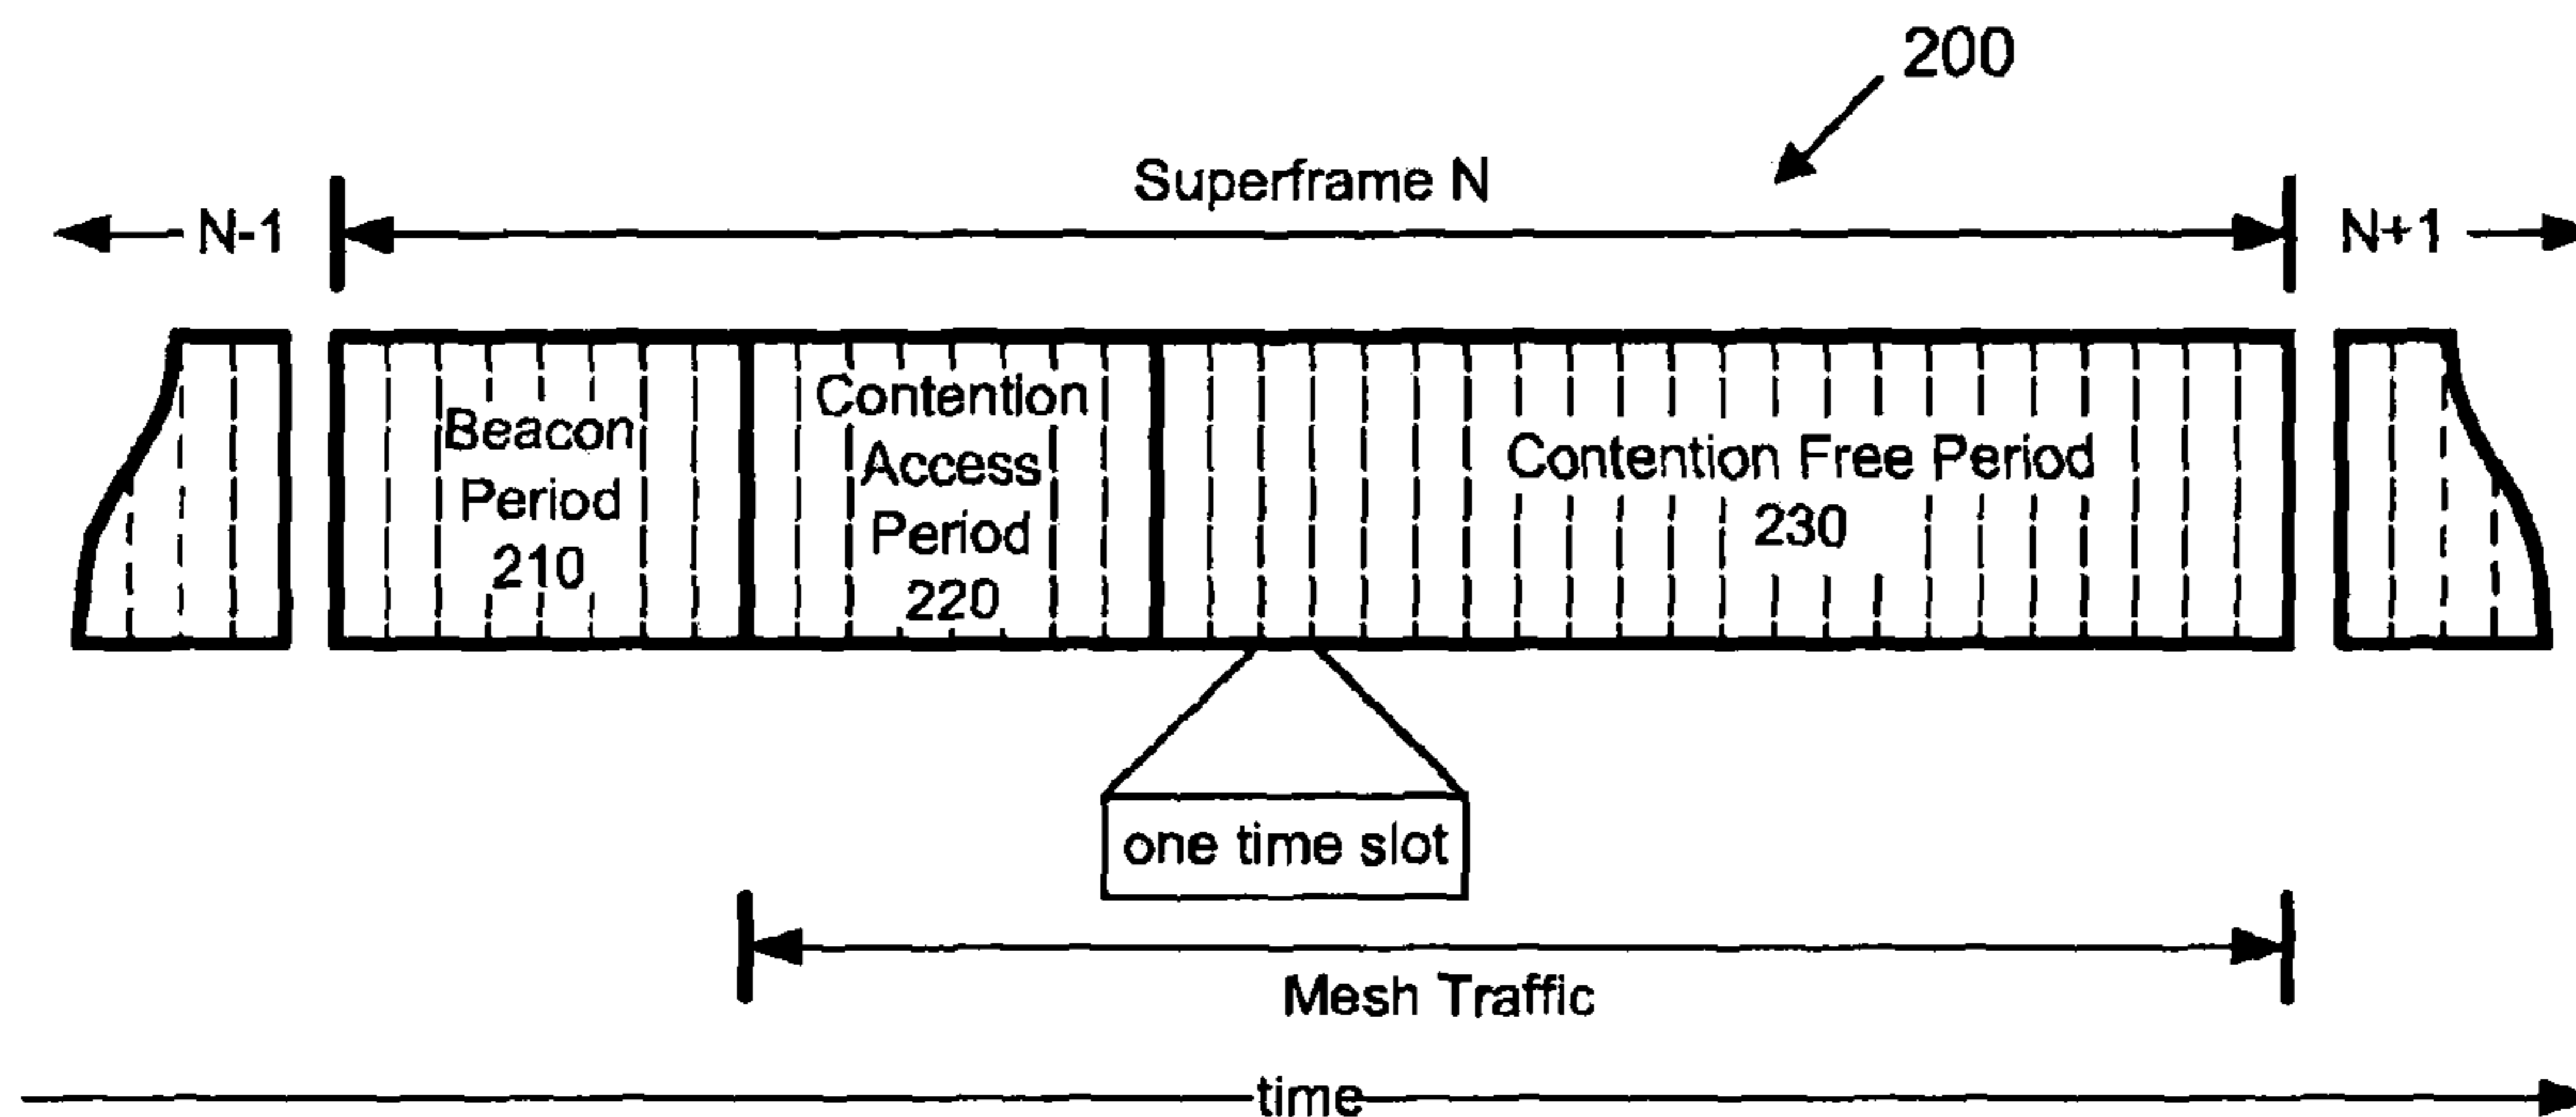 200
Superframe N
N-1
N+1
Beacon
Period
210
Contention
Access
Period
220
Contention Free Period
230
one time slot
Mesh Traffic
time